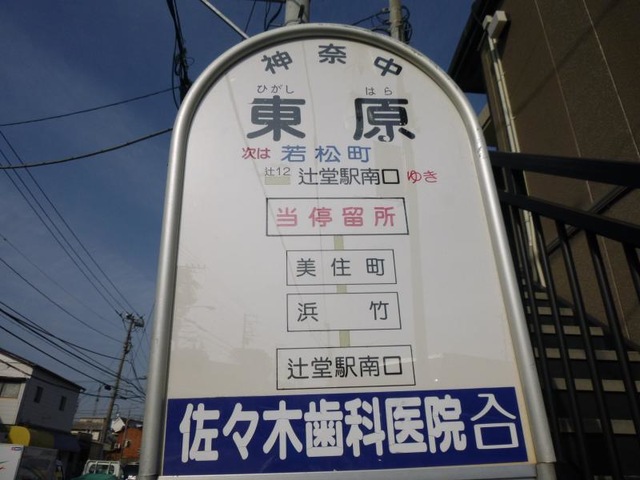 神奈中
ひがし はら
東原
次は 若松町
辻12 辻堂駅南口 ゆき
当停留所
美住町
浜竹
辻堂駅南口
佐々木歯科医院